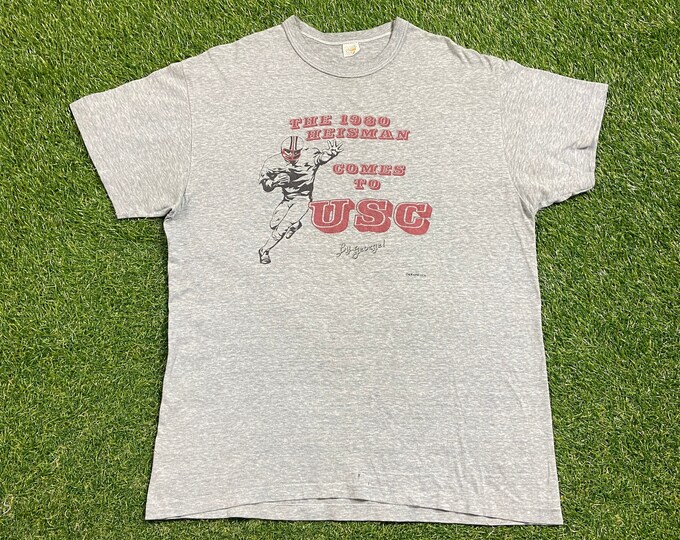 THE 1980
HEISMAN
COMES
TO
USC
By George!